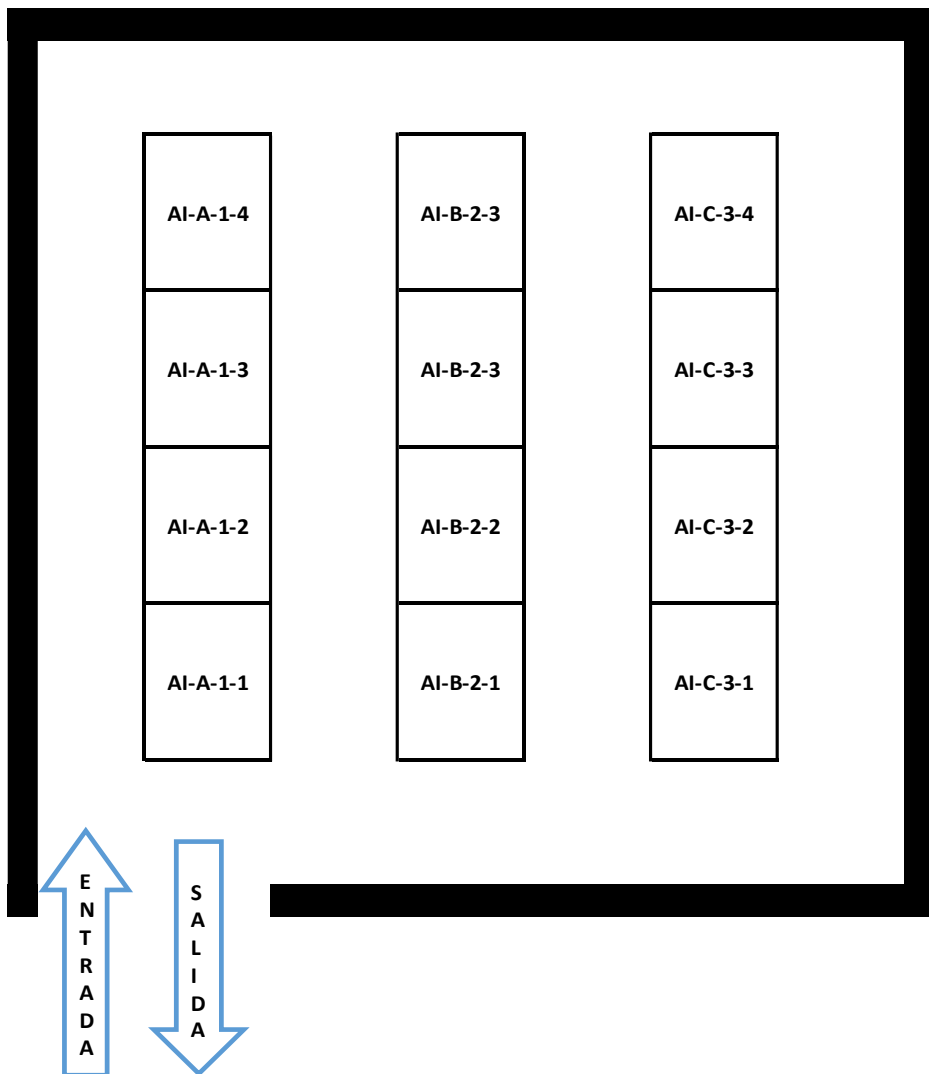 AI-A-1-4 AI-B-2-3 AI-C-3-4
AI-A-1-3 AI-B-2-3 AI-C-3-3
AI-A-1-2 AI-B-2-2 AI-C-3-2
AI-A-1-1 AI-B-2-1 AI-C-3-1
ENTRADA
SALIDA